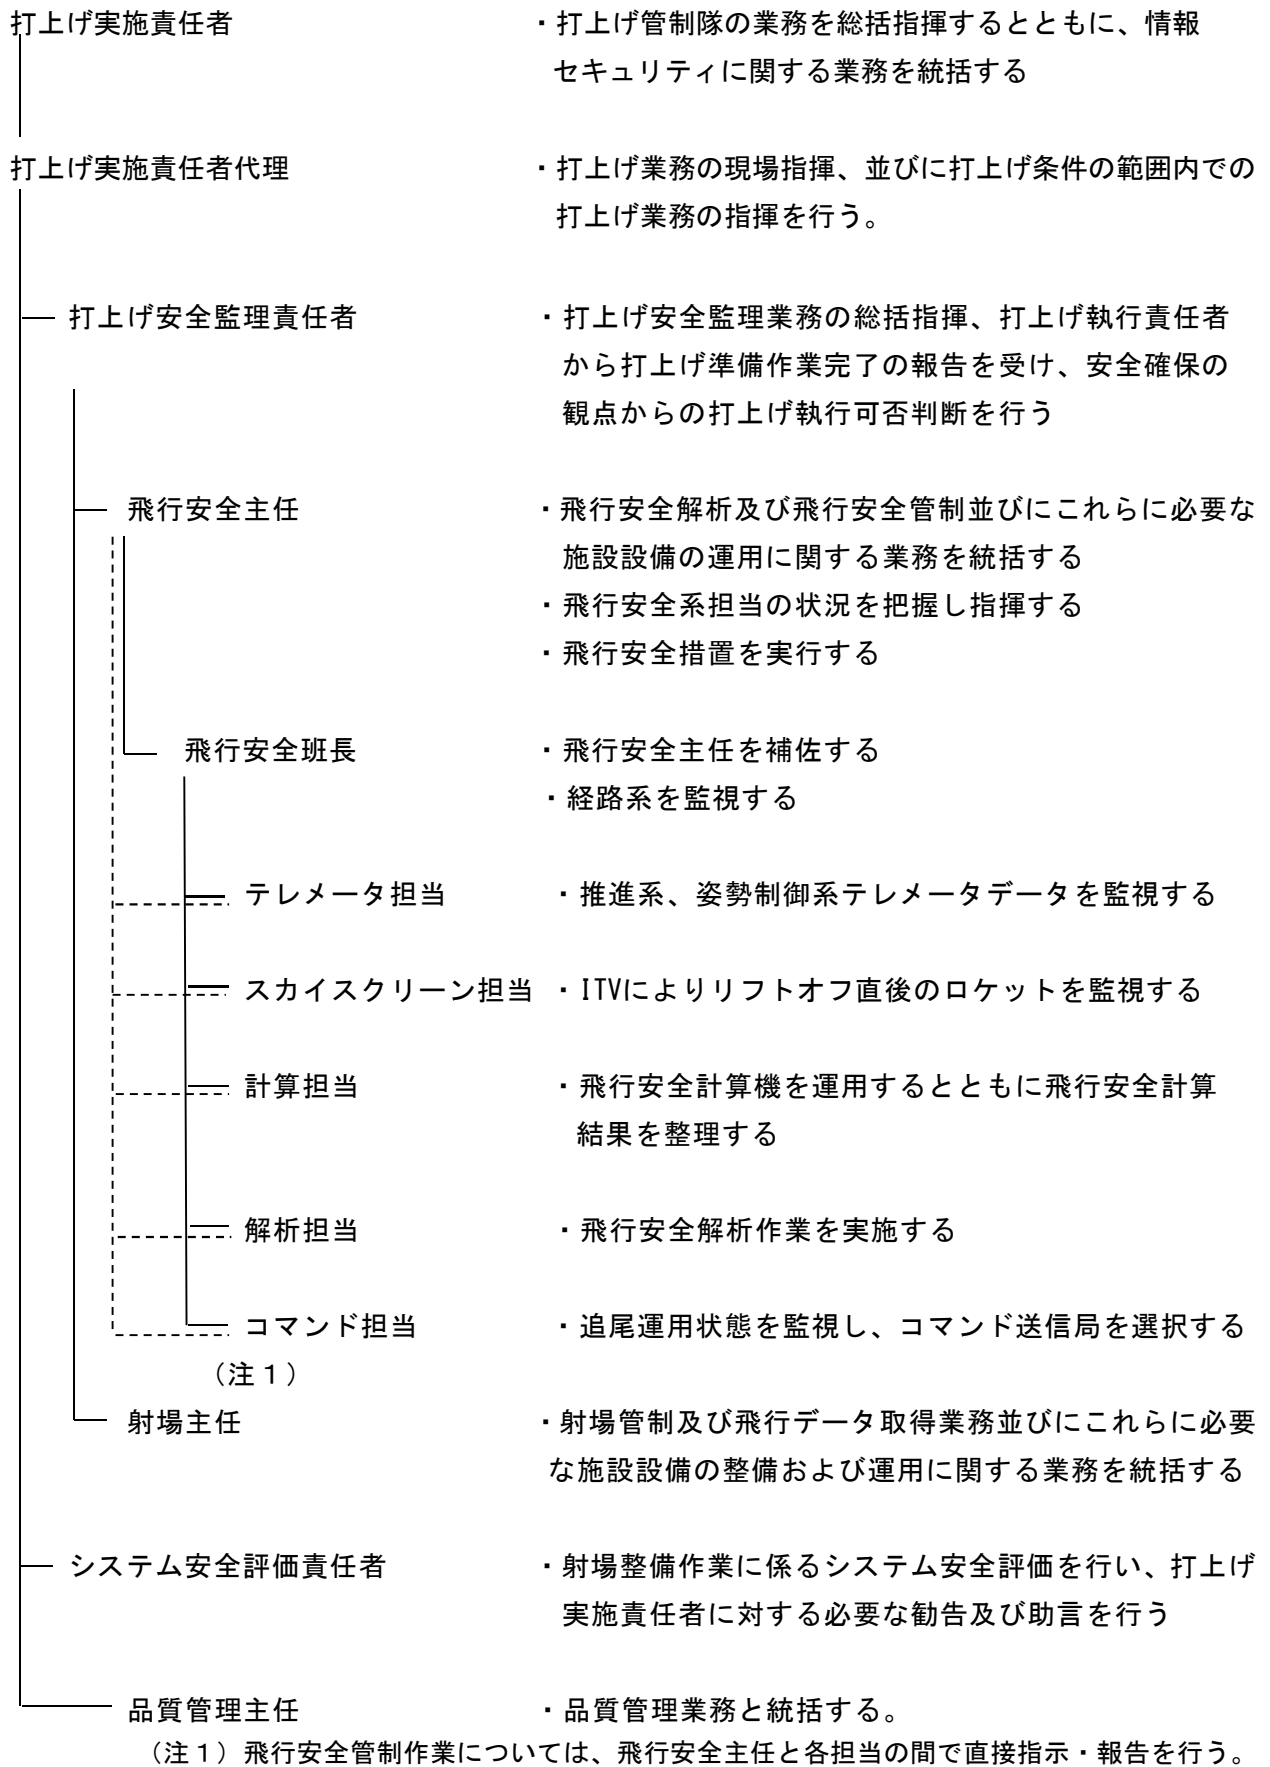 打上げ実施責任者 ・打上げ管制隊の業務を総括指揮するとともに、情報
セキュリティに関する業務を統括する
打上げ実施責任者代理 ・打上げ業務の現場指揮、並びに打上げ条件の範囲内での
打上げ業務の指揮を行う。
打上げ安全監理責任者 ・打上げ安全監理業務の総括指揮、打上げ執行責任者
から打上げ準備作業完了の報告を受け、安全確保の
観点からの打上げ執行可否判断を行う
飛行安全主任 ・飛行安全解析及び飛行安全管制並びにこれらに必要な
施設設備の運用に関する業務を統括する
・飛行安全系担当の状況を把握し指揮する
・飛行安全措置を実行する
飛行安全班長 ・飛行安全主任を補佐する
・経路系を監視する
テレメータ担当 ・推進系、姿勢制御系テレメータデータを監視する
スカイスクリーン担当 ・ITVによりリフトオフ直後のロケットを監視する
計算担当 ・飛行安全計算機を運用するとともに飛行安全計算
結果を整理する
解析担当 ・飛行安全解析作業を実施する
コマンド担当 ・追尾運用状態を監視し、コマンド送信局を選択する
（注１）
射場主任 ・射場管制及び飛行データ取得業務並びにこれらに必要
な施設設備の整備および運用に関する業務を統括する
システム安全評価責任者 ・射場整備作業に係るシステム安全評価を行い、打上げ
実施責任者に対する必要な勧告及び助言を行う
品質管理主任 ・品質管理業務と統括する。
（注１）飛行安全管制作業については、飛行安全主任と各担当の間で直接指示・報告を行う。